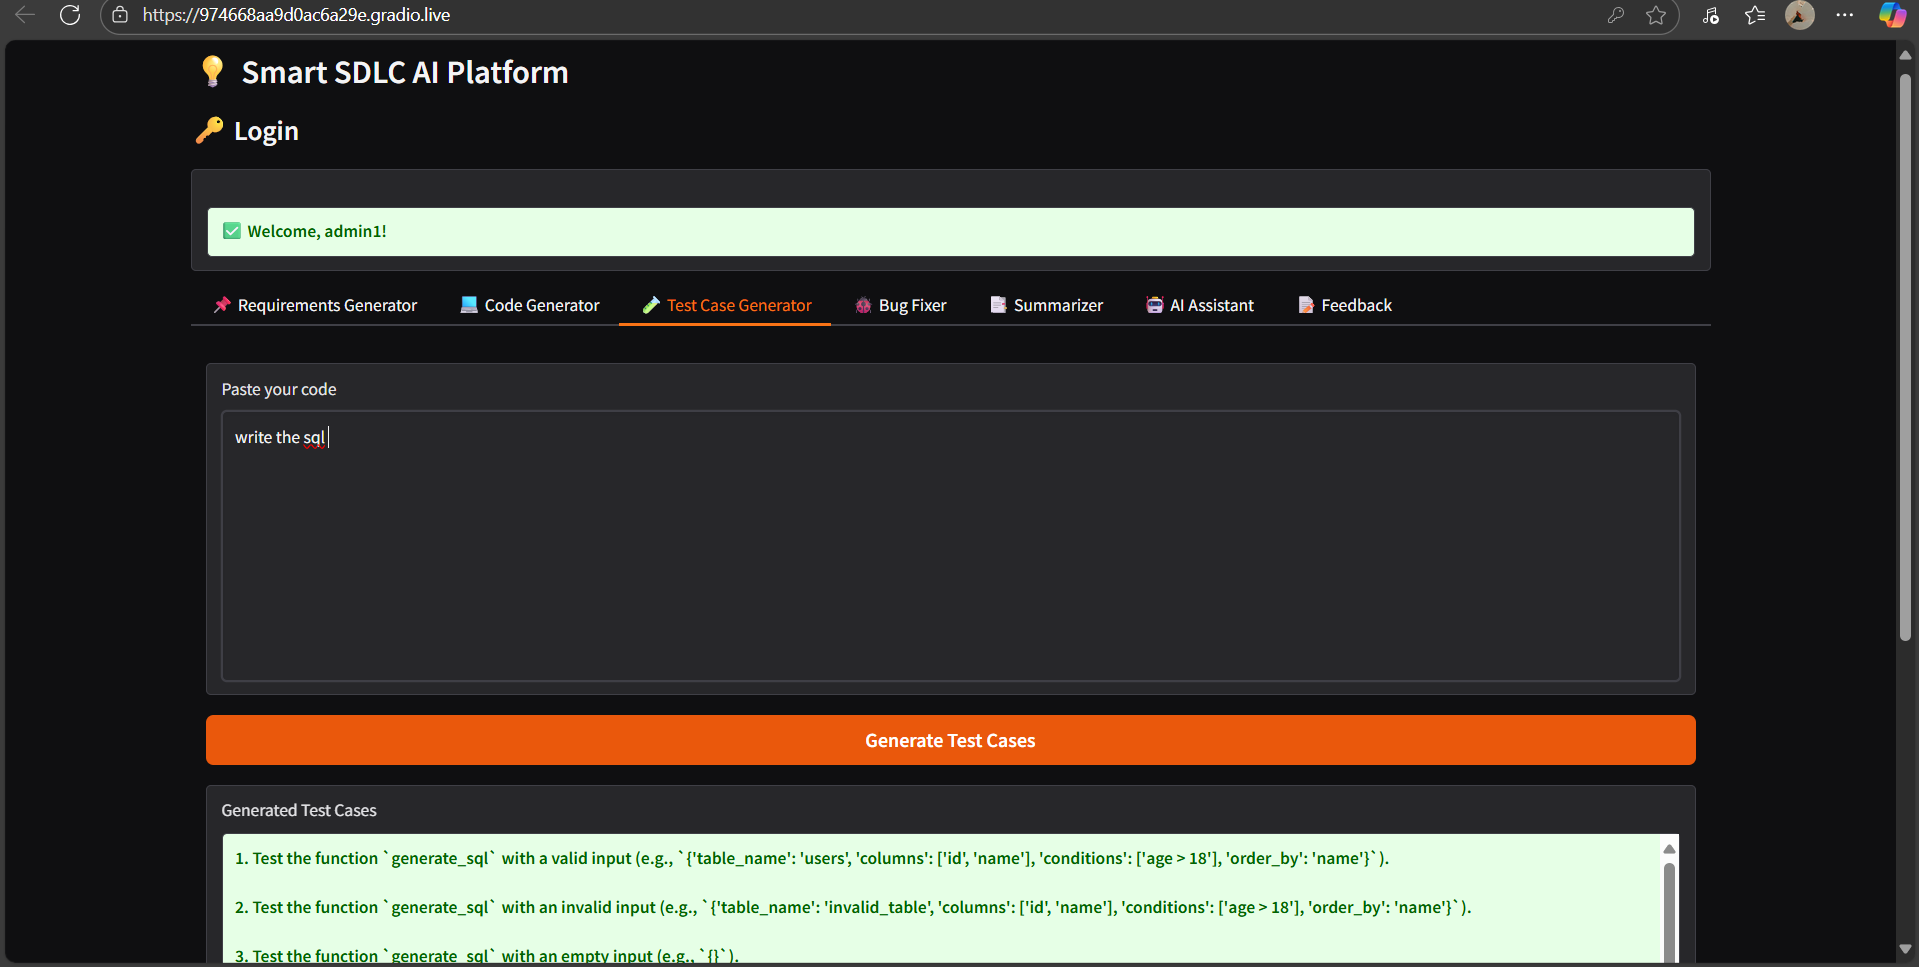 https://974668aa9d0ac6a29e.gradio.live
💡 Smart SDLC AI Platform
🔑 Login
✅ Welcome, admin1!
📌 Requirements Generator 💻 Code Generator 🧪 Test Case Generator 🐞 Bug Fixer 📑 Summarizer 🤖 AI Assistant 📝 Feedback
Paste your code
write the sql
Generate Test Cases
Generated Test Cases
1. Test the function `generate_sql` with a valid input (e.g., `{'table_name': 'users', 'columns': ['id', 'name'], 'conditions': ['age > 18'], 'order_by': 'name'}`).
2. Test the function `generate_sql` with an invalid input (e.g., `{'table_name': 'invalid_table', 'columns': ['id', 'name'], 'conditions': ['age > 18'], 'order_by': 'name'}`).
3. Test the function `generate_sql` with an empty input (e.g., `{}`).